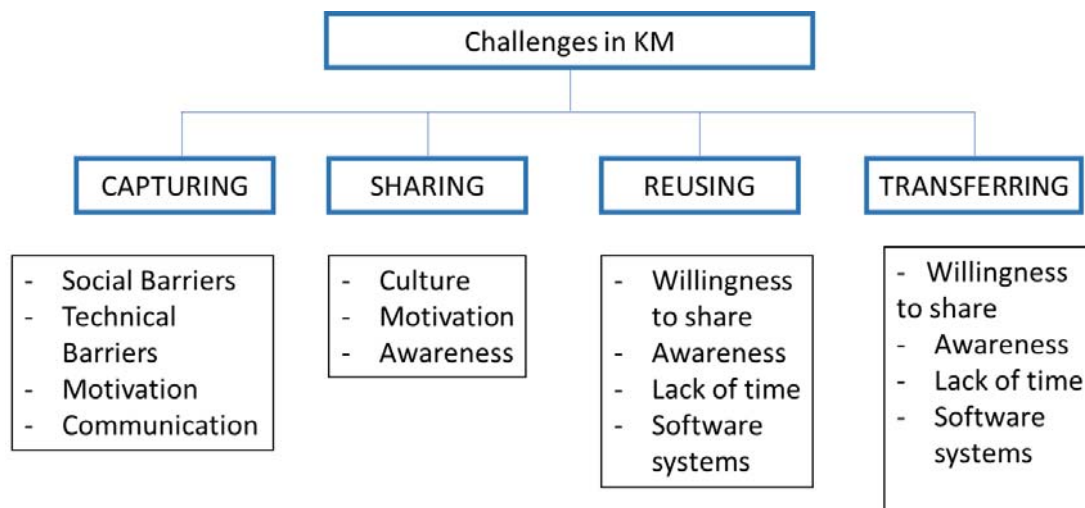 Challenges in KM
CAPTURING
SHARING
REUSING
TRANSFERRING
- Social Barriers
- Technical
Barriers
- Motivation
- Communication
- Culture
- Motivation
- Awareness
- Willingness
to share
- Awareness
- Lack of time
- Software
systems
- Willingness
to share
- Awareness
- Lack of time
- Software
systems